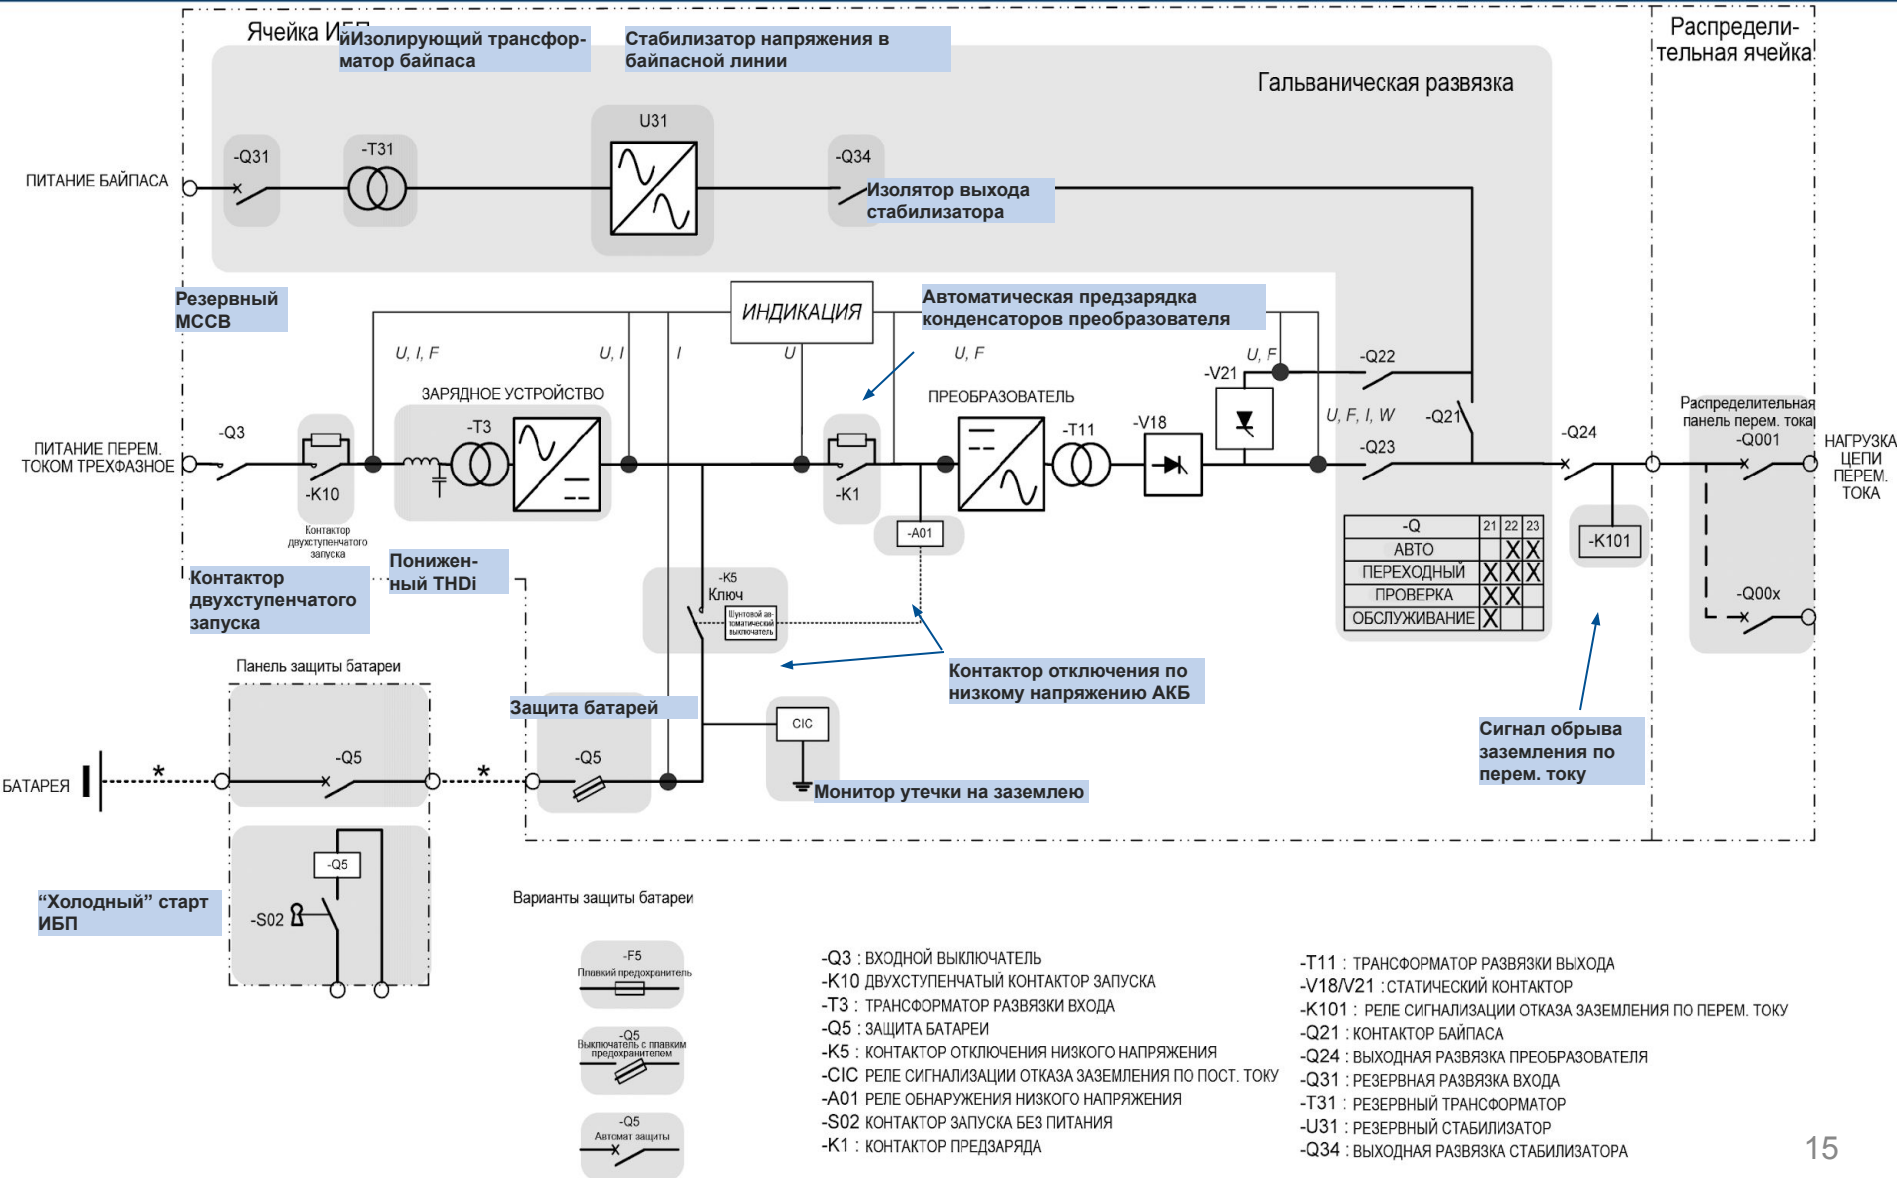 Ячейка И
йИзолирующий трансфор-
матор байпаса
Стабилизатор напряжения в
байпасной линии
Распредели-
тельная ячейка
Гальваническая развязка
U31
-Q31
-T31
-Q34
ПИТАНИЕ БАЙПАСА
Изолятор выхода
стабилизатора
Резервный
MCCB
ИНДИКАЦИЯ
Автоматическая предзарядка
конденсаторов преобразователя
U, I, F
U, I
I
U
U, F
U, F
-Q22
-V21
ЗАРЯДНОЕ УСТРОЙСТВО
ПРЕОБРАЗОВАТЕЛЬ
U, F, I, W
-Q21
Распределительная
панель перем. тока
-Q3
-T3
-T11
-V18
-Q23
-Q24
-Q001
ПИТАНИЕ ПЕРЕМ.
ТОКОМ ТРЕХФАЗНОЕ
НАГРУЗКА
ЦЕПИ
ПЕРЕМ.
ТОКА
-K10
-K1
Контактор
двухступенчатого
запуска
-A01
-Q 21 22 23
АВТО X X
ПЕРЕХОДНЫЙ X X X
ПРОВЕРКА X X
ОБСЛУЖИВАНИЕ X
-K101
Понижен-
ный THDi
Контактор
двухступенчатого
запуска
-K5
Ключ
Шунтовой ав-
томатический
выключатель
-Q00x
Панель защиты батареи
Контактор отключения по
низкому напряжению АКБ
Защита батарей
CIC
Сигнал обрыва
заземления по
перем. току
-Q5
-Q5
*
*
БАТАРЕЯ
Монитор утечки на заземлею
-Q5
“Холодный” старт
ИБП
-S02
Варианты защиты батареи
-F5
Плавкий предохранитель
-Q5
Выключатель с плавким
предохранителем
-Q5
Автомат защиты
-Q3 : ВХОДНОЙ ВЫКЛЮЧАТЕЛЬ
-K10 ДВУХСТУПЕНЧАТЫЙ КОНТАКТОР ЗАПУСКА
-T3 : ТРАНСФОРМАТОР РАЗВЯЗКИ ВХОДА
-Q5 : ЗАЩИТА БАТАРЕИ
-K5 : КОНТАКТОР ОТКЛЮЧЕНИЯ НИЗКОГО НАПРЯЖЕНИЯ
-CIC РЕЛЕ СИГНАЛИЗАЦИИ ОТКАЗА ЗАЗЕМЛЕНИЯ ПО ПОСТ. ТОКУ
-A01 РЕЛЕ ОБНАРУЖЕНИЯ НИЗКОГО НАПРЯЖЕНИЯ
-S02 КОНТАКТОР ЗАПУСКА БЕЗ ПИТАНИЯ
-K1 : КОНТАКТОР ПРЕДЗАРЯДА
-T11 : ТРАНСФОРМАТОР РАЗВЯЗКИ ВЫХОДА
-V18/V21 : СТАТИЧЕСКИЙ КОНТАКТОР
-K101 : РЕЛЕ СИГНАЛИЗАЦИИ ОТКАЗА ЗАЗЕМЛЕНИЯ ПО ПЕРЕМ. ТОКУ
-Q21 : КОНТАКТОР БАЙПАСА
-Q24 : ВЫХОДНАЯ РАЗВЯЗКА ПРЕОБРАЗОВАТЕЛЯ
-Q31 : РЕЗЕРВНАЯ РАЗВЯЗКА ВХОДА
-T31 : РЕЗЕРВНЫЙ ТРАНСФОРМАТОР
-U31 : РЕЗЕРВНЫЙ СТАБИЛИЗАТОР
-Q34 : ВЫХОДНАЯ РАЗВЯЗКА СТАБИЛИЗАТОРА
15